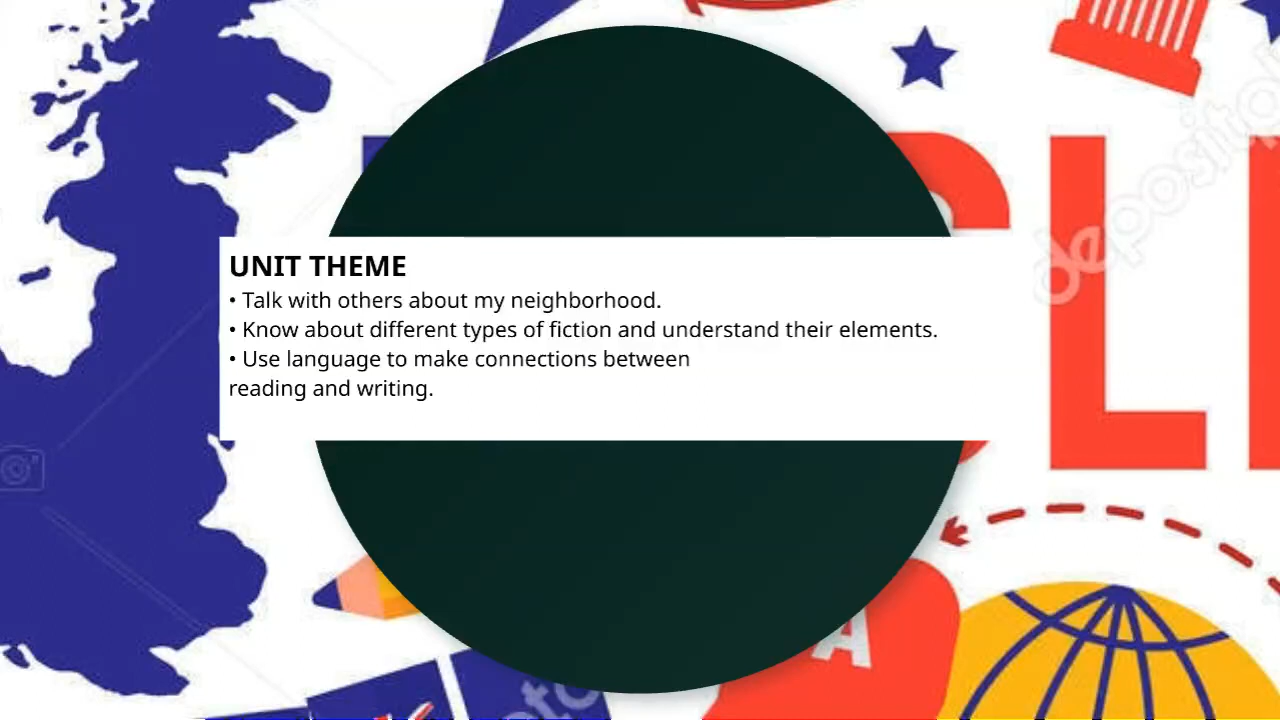 UNIT THEME
• Talk with others about my neighborhood.
• Know about different types of fiction and understand their elements.
• Use language to make connections between
reading and writing.
A